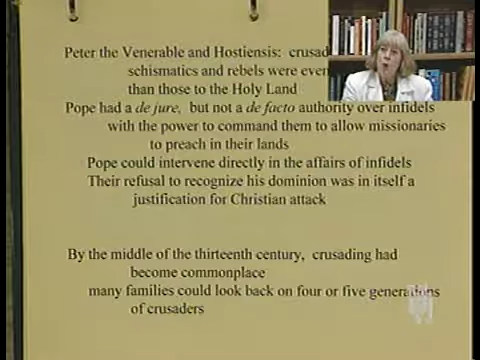 Peter the Venerable and Hostiensis: crusad
schismatics and rebels were even
than those to the Holy Land
Pope had a de jure, but not a de facto authority over infidels
with the power to command them to allow missionaries
to preach in their lands
Pope could intervene directly in the affairs of infidels
Their refusal to recognize his dominion was in itself a
justification for Christian attack
By the middle of the thirteenth century, crusading had
become commonplace
many families could look back on four or five generations
of crusaders